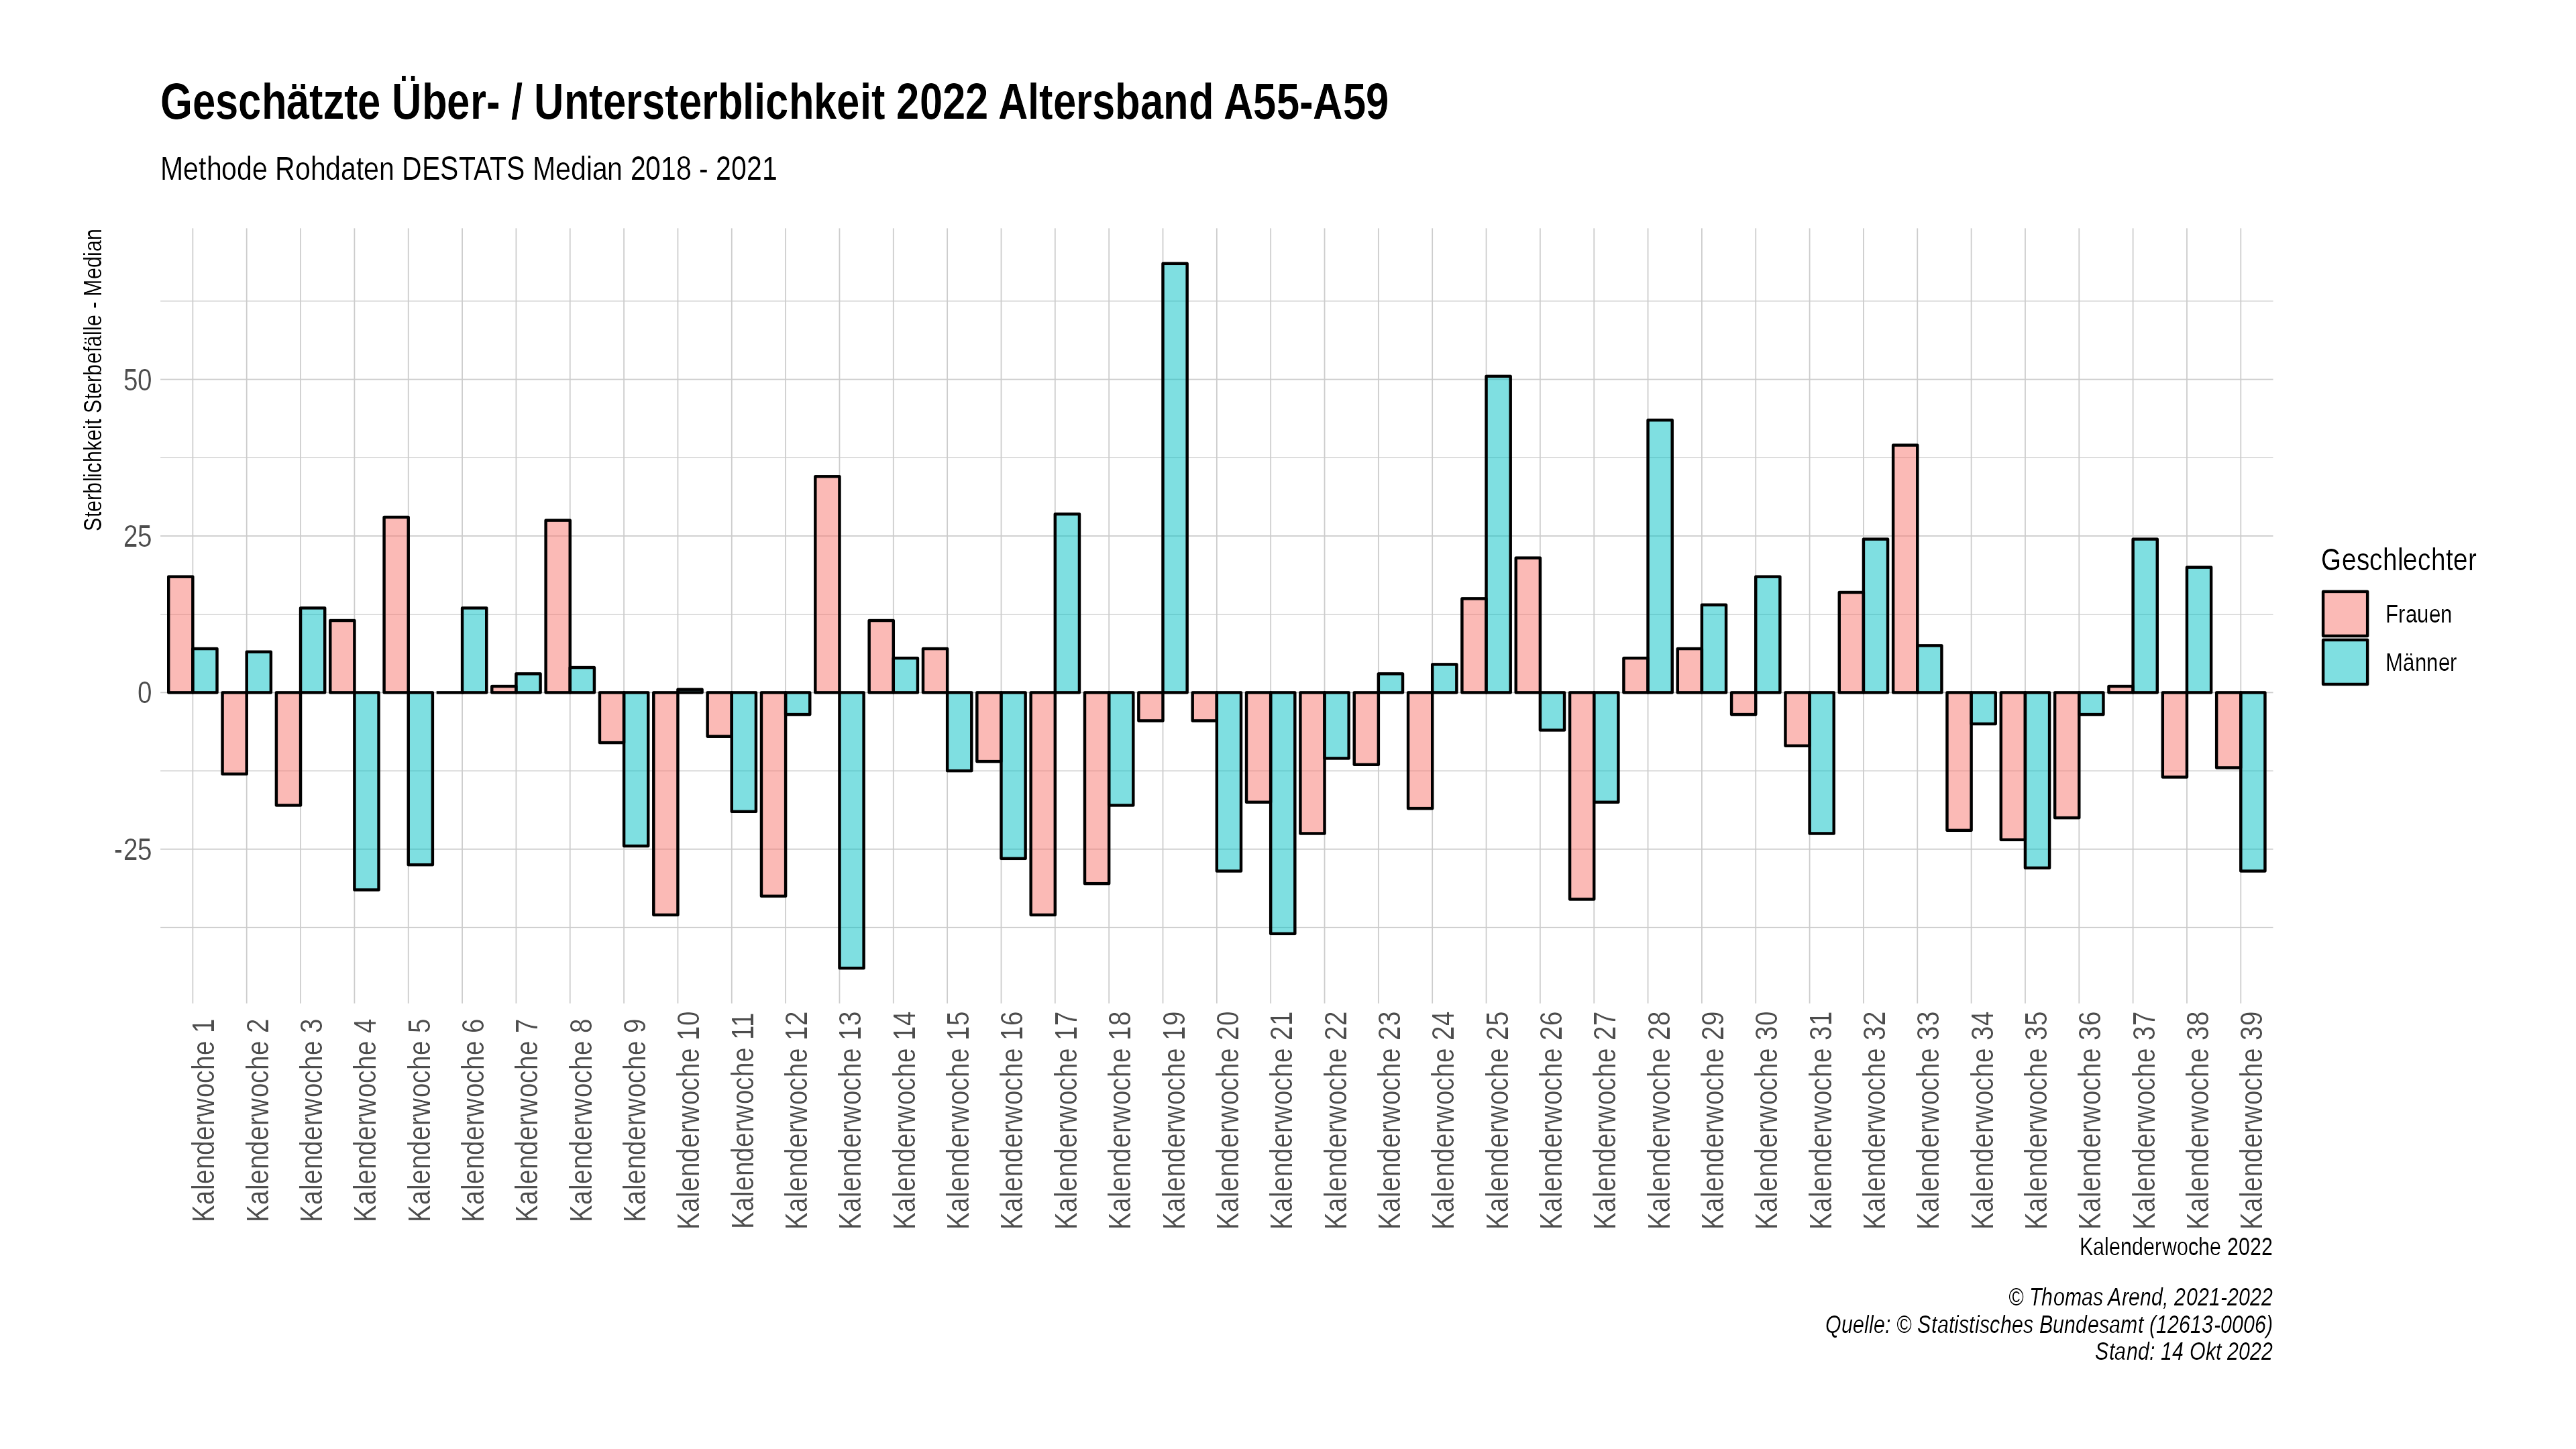 Geschätzte Über- / Untersterblichkeit 2022 Altersband A55-A59
Methode Rohdaten DESTATS Median 2018 - 2021
Sterblichkeit Sterbefälle - Median
50
25
0
-25
Geschlechter
Frauen
Männer
Kalenderwoche 1
Kalenderwoche 2
Kalenderwoche 3
Kalenderwoche 4
Kalenderwoche 5
Kalenderwoche 6
Kalenderwoche 7
Kalenderwoche 8
Kalenderwoche 9
Kalenderwoche 10
Kalenderwoche 11
Kalenderwoche 12
Kalenderwoche 13
Kalenderwoche 14
Kalenderwoche 15
Kalenderwoche 16
Kalenderwoche 17
Kalenderwoche 18
Kalenderwoche 19
Kalenderwoche 20
Kalenderwoche 21
Kalenderwoche 22
Kalenderwoche 23
Kalenderwoche 24
Kalenderwoche 25
Kalenderwoche 26
Kalenderwoche 27
Kalenderwoche 28
Kalenderwoche 29
Kalenderwoche 30
Kalenderwoche 31
Kalenderwoche 32
Kalenderwoche 33
Kalenderwoche 34
Kalenderwoche 35
Kalenderwoche 36
Kalenderwoche 37
Kalenderwoche 38
Kalenderwoche 39
Kalenderwoche 2022
© Thomas Arend, 2021-2022
Quelle: © Statistisches Bundesamt (12613-0006)
Stand: 14 Okt 2022